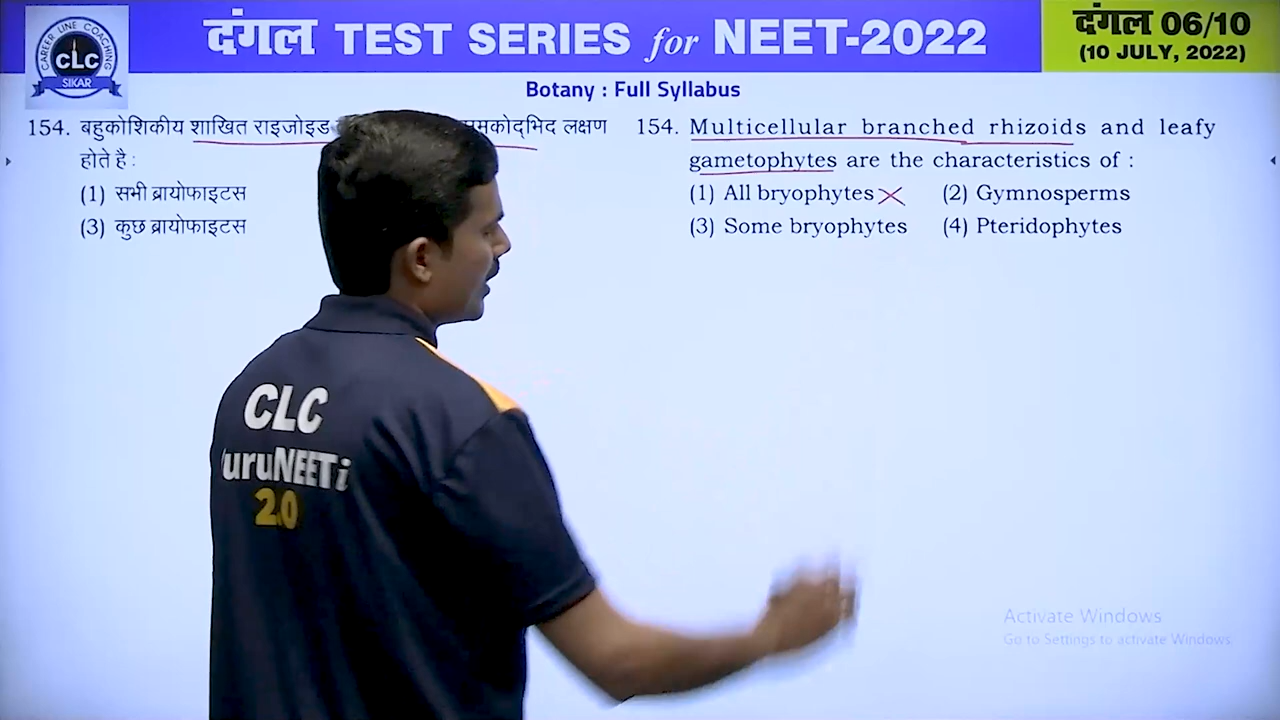 दंगल TEST SERIES for NEET-2022
दंगल 06/10
(10 JULY, 2022)
CAREER LINE COACHING
CLC
SIKAR
Botany : Full Syllabus
154. बहुकोशिकीय शाखित राइजोइड लक्षण
होते है :
(1) सभी ब्रायोफाइटस
(3) कुछ ब्रायोफाइटस
154. Multicellular branched rhizoids and leafy
gametophytes are the characteristics of :
(1) All bryophytes (2) Gymnosperms
(3) Some bryophytes (4) Pteridophytes
CLC
uruNEETi
2.0
Activate Windows
Go to Settings to activate Windows.